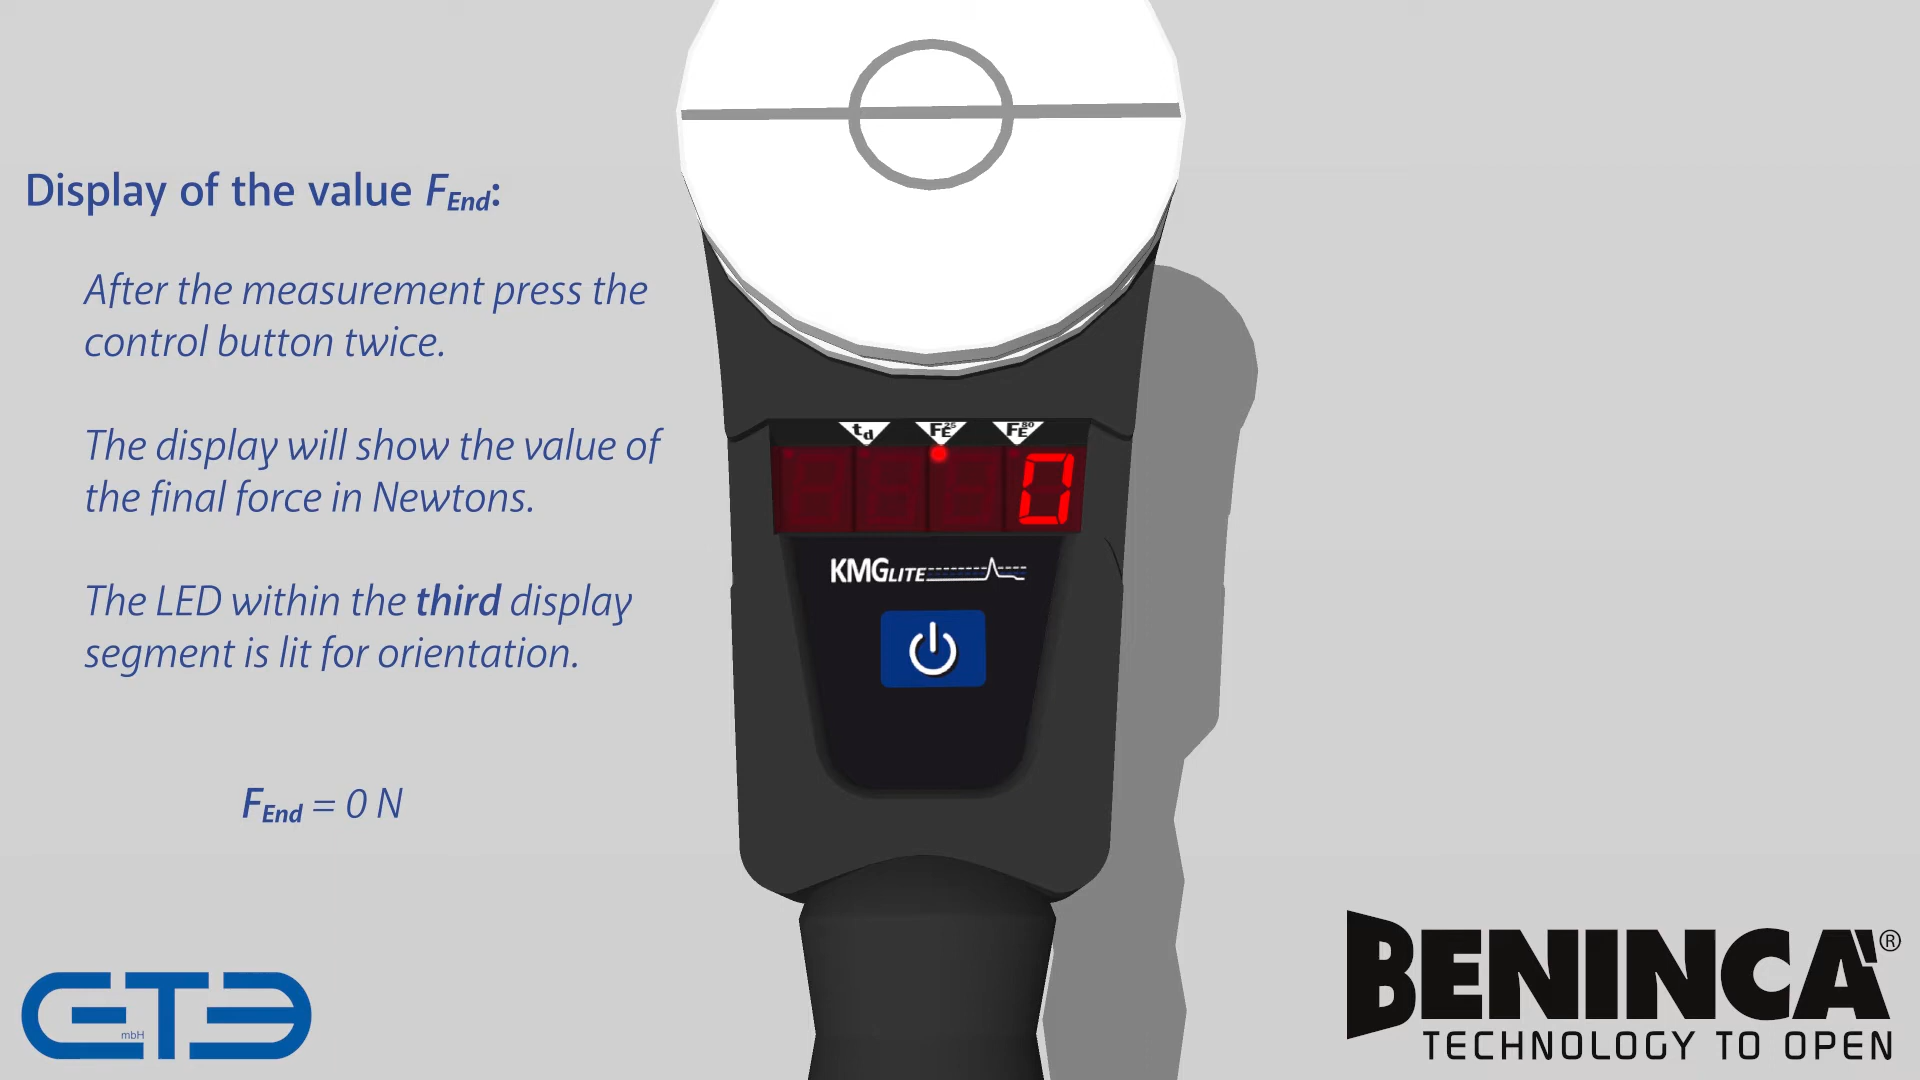 Display of the value FEnd:
After the measurement press the
control button twice.
The display will show the value of
the final force in Newtons.
The LED within the third display
segment is lit for orientation.
FEnd = 0 N
td FE25 FE80
0
KMGLITE
GTE
mbH
BENINCA®
TECHNOLOGY TO OPEN